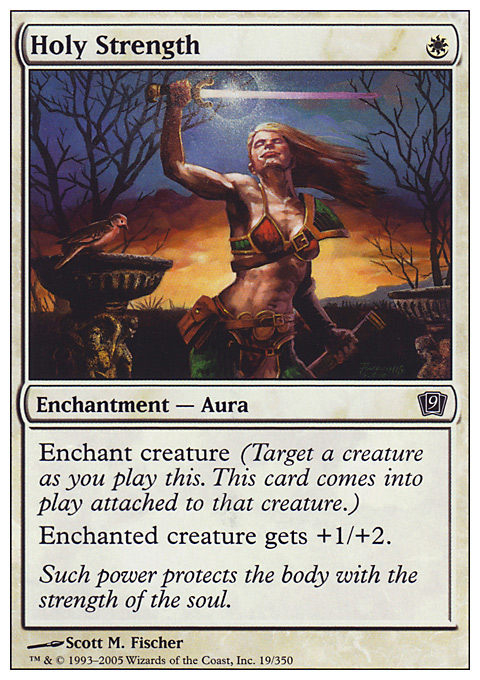 Holy Strength
Enchantment — Aura
9
Enchant creature (Target a creature
as you play this. This card comes into
play attached to that creature.)
Enchanted creature gets +1/+2.
Such power protects the body with the
strength of the soul.
Scott M. Fischer
™ & © 1993–2005 Wizards of the Coast, Inc. 19/350